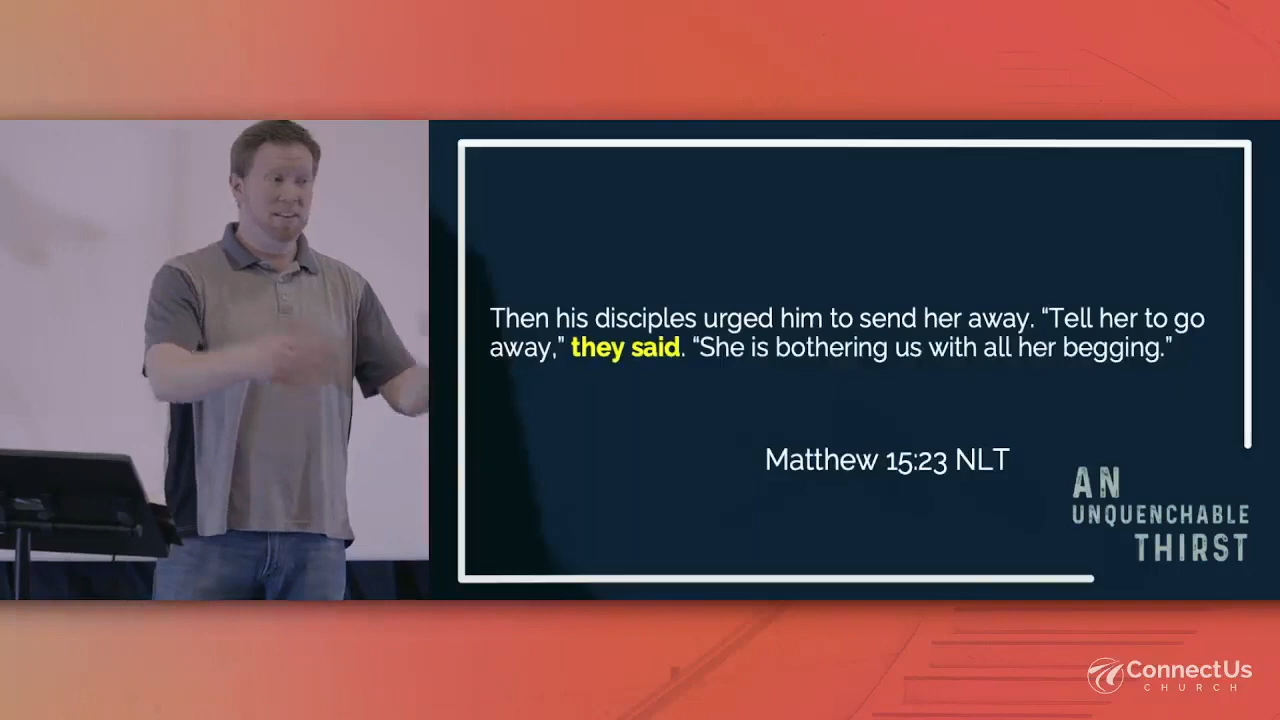 Then his disciples urged him to send her away. “Tell her to go
away,” they said. “She is bothering us with all her begging.”
Matthew 15:23 NLT
AN
UNQUENCHABLE
THIRST
ConnectUs
CHURCH